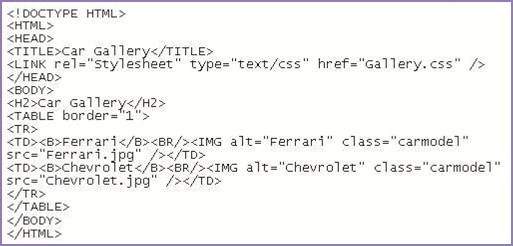 <!DOCTYPE HTML>
<HTML>
<HEAD>
<TITLE>Car Gallery</TITLE>
<LINK rel="Stylesheet" type="text/css" href="Gallery.css" />
</HEAD>
<BODY>
<H2>Car Gallery</H2>
<TABLE border="1">
<TR>
<TD><B>Ferrari</B><BR/><IMG alt="Ferrari" class="carmodel"
src="Ferrari.jpg" /></TD>
<TD><B>Chevrolet</B><BR/><IMG alt="Chevrolet" class="carmodel"
src="Chevrolet.jpg" /></TD>
</TR>
</TABLE>
</BODY>
</HTML>